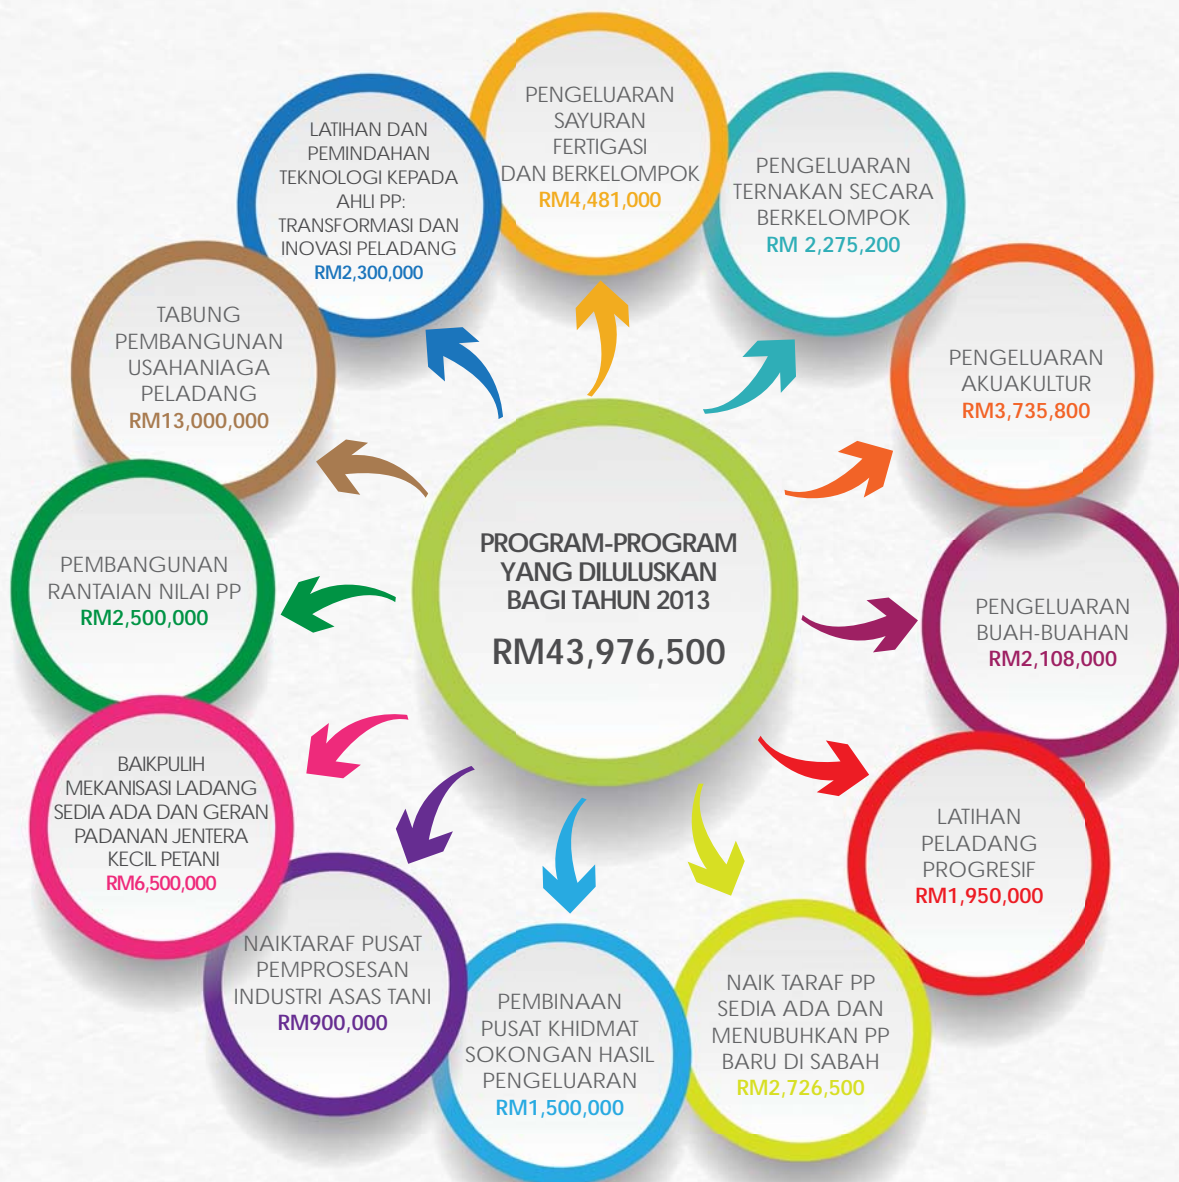 PENGELUARAN
SAYURAN
FERTIGASI
DAN BERKELOMPOK
RM4,481,000
PENGELUARAN
TERNAKAN SECARA
BERKELOMPOK
RM 2,275,200
PENGELUARAN
AKUAKULTUR
RM3,735,800
PENGELUARAN
BUAH-BUAHAN
RM2,108,000
LATIHAN
PELADANG
PROGRESIF
RM1,950,000
NAIK TARAF PP
SEDIA ADA DAN
MENUBUHKAN PP
BARU DI SABAH
RM2,726,500
PEMBINAAN
PUSAT KHIDMAT
SOKONGAN HASIL
PENGELUARAN
RM1,500,000
NAIKTARAF PUSAT
PEMPROSESAN
INDUSTRI ASAS TANI
RM900,000
BAIKPULIH
MEKANISASI LADANG
SEDIA ADA DAN GERAN
PADANAN JENTERA
KECIL PETANI
RM6,500,000
PEMBANGUNAN
RANTAIAN NILAI PP
RM2,500,000
TABUNG
PEMBANGUNAN
USAHANIAGA
PELADANG
RM13,000,000
LATIHAN DAN
PEMINDAHAN
TEKNOLOGI KEPADA
AHLI PP:
TRANSFORMASI DAN
INOVASI PELADANG
RM2,300,000
PROGRAM-PROGRAM
YANG DILULUSKAN
BAGI TAHUN 2013
RM43,976,500